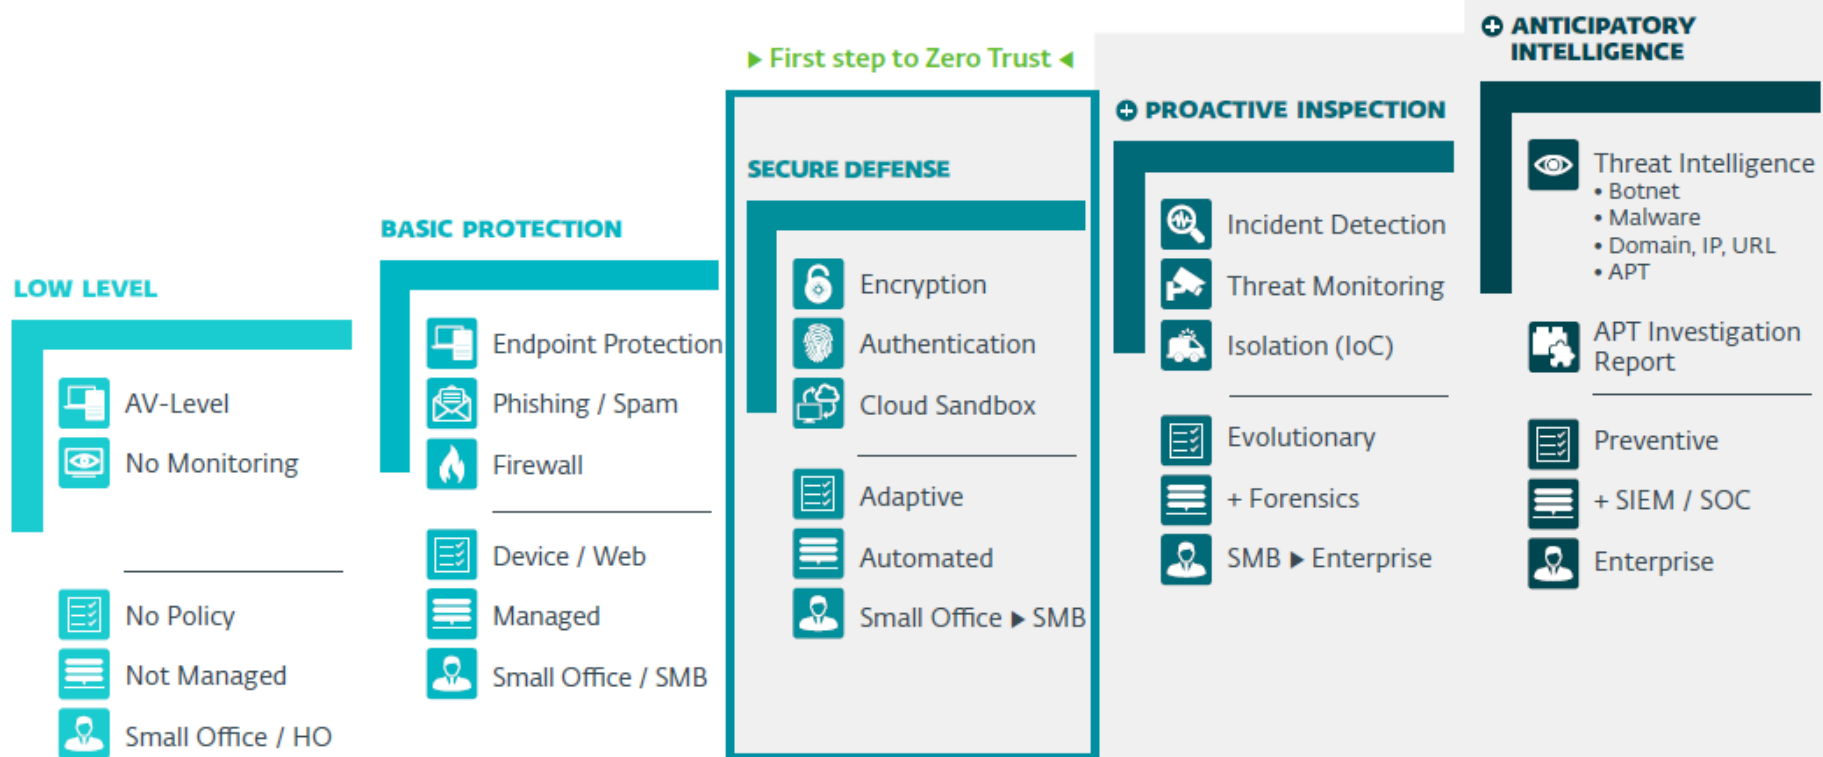 LOW LEVEL
AV-Level
No Monitoring
No Policy
Not Managed
Small Office / HO
BASIC PROTECTION
Endpoint Protection
Phishing / Spam
Firewall
Device / Web
Managed
Small Office / SMB
▶ First step to Zero Trust ◀
SECURE DEFENSE
Encryption
Authentication
Cloud Sandbox
Adaptive
Automated
Small Office ▶ SMB
PROACTIVE INSPECTION
Incident Detection
Threat Monitoring
Isolation (IoC)
Evolutionary
+ Forensics
SMB ▶ Enterprise
ANTICIPATORY
INTELLIGENCE
Threat Intelligence
• Botnet
• Malware
• Domain, IP, URL
• APT
APT Investigation
Report
Preventive
+ SIEM / SOC
Enterprise